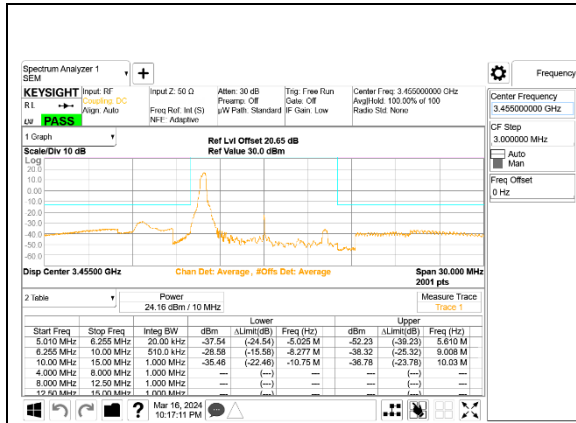 Spectrum Analyzer 1
SEM
Frequency
KEYSIGHT Input: RF
Coupling: DC
Align: Auto
Input Z: 50 Ω
Freq Ref: Int (S)
NFE: Adaptive
Atten: 30 dB
Preamp: Off
µW Path: Standard
Trig: Free Run
Gate: Off
IF Gain: Low
Center Freq: 3.455000000 GHz
Avg|Hold: 100.00% of 100
Radio Std: None
PASS
Center Frequency
3.455000000 GHz
CF Step
3.000000 MHz
Auto
Man
Freq Offset
0 Hz
1 Graph
Scale/Div 10 dB
Ref Lvl Offset 20.65 dB
Ref Value 30.0 dBm
Log
20.0
10.0
0.00
-10.0
-20.0
-30.0
-40.0
-50.0
-60.0
Disp Center 3.45500 GHz
Chan Det: Average, #Offs Det: Average
Span 30.000 MHz
2001 pts
2 Table
Power
24.16 dBm / 10 MHz
Measure Trace
Trace 1
Lower Upper
Start Freq Stop Freq Integ BW dBm ΔLimit(dB) Freq (Hz) dBm ΔLimit(dB) Freq (Hz)
5.010 MHz 6.255 MHz 20.00 kHz -37.54 (-24.54) -5.025 M -52.23 (-39.23) 5.610 M
6.255 MHz 10.00 MHz 510.0 kHz -28.58 (-15.58) -8.277 M -38.32 (-25.32) 9.008 M
10.00 MHz 15.00 MHz 1.000 MHz -35.46 (-22.46) -10.75 M -36.78 (-23.78) 10.03 M
4.000 MHz 8.000 MHz 1.000 MHz --- (---) --- (---)
8.000 MHz 12.50 MHz 1.000 MHz --- (---) --- (---)
12.50 MHz 15.00 MHz 1.000 MHz --- (---) --- (---)
Mar 16, 2024
10:17:11 PM